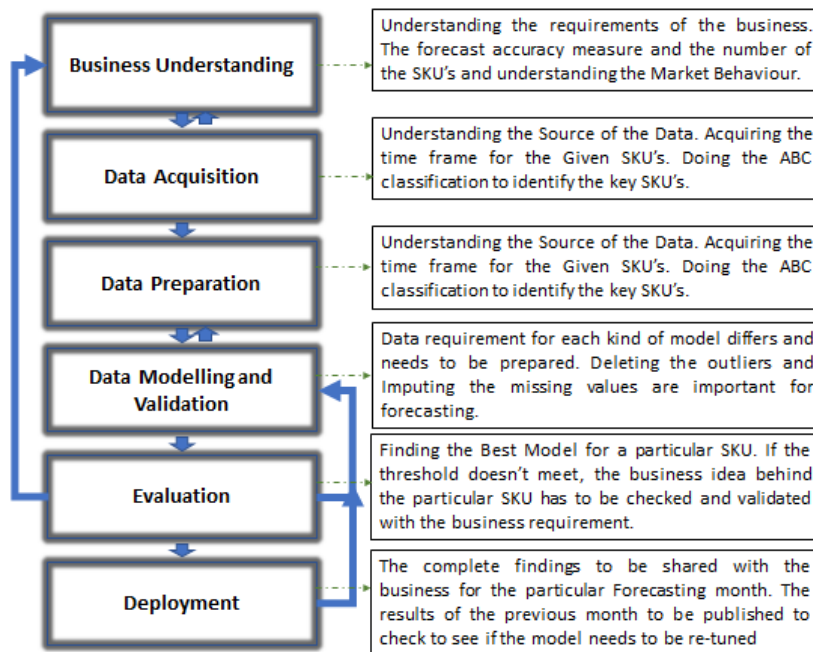 Business Understanding
Understanding the requirements of the business.
The forecast accuracy measure and the number of
the SKU's and understanding the Market Behaviour.
Data Acquisition
Understanding the Source of the Data. Acquiring the
time frame for the Given SKU's. Doing the ABC
classification to identify the key SKU's.
Data Preparation
Understanding the Source of the Data. Acquiring the
time frame for the Given SKU's. Doing the ABC
classification to identify the key SKU's.
Data Modelling and
Validation
Data requirement for each kind of model differs and
needs to be prepared. Deleting the outliers and
Imputing the missing values are important for
forecasting.
Evaluation
Finding the Best Model for a particular SKU. If the
threshold doesn't meet, the business idea behind
the particular SKU has to be checked and validated
with the business requirement.
Deployment
The complete findings to be shared with the
business for the particular Forecasting month. The
results of the previous month to be published to
check to see if the model needs to be re-tuned